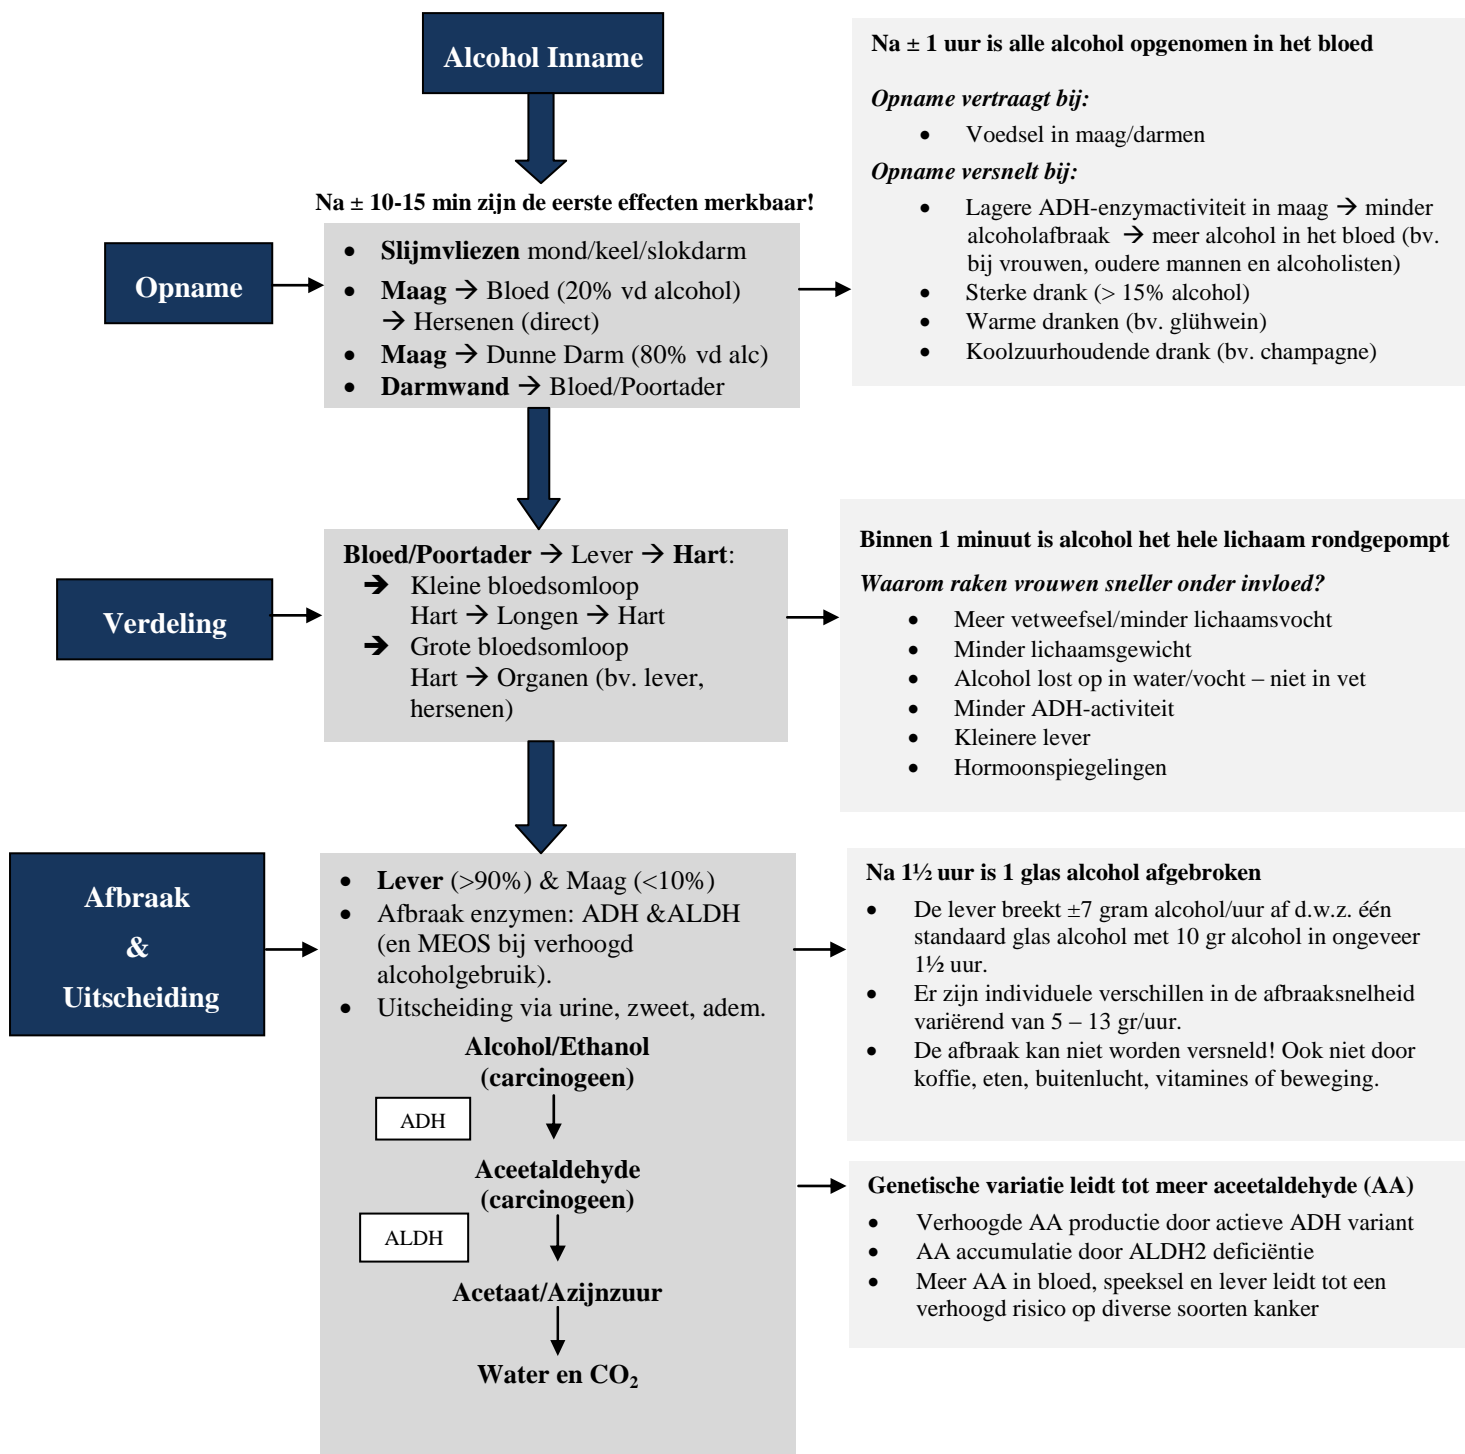 Alcohol Inname
Na ± 10-15 min zijn de eerste effecten merkbaar!
Opname
• Slijmvliezen mond/keel/slokdarm
• Maag → Bloed (20% vd alcohol)
→ Hersenen (direct)
• Maag → Dunne Darm (80% vd alc)
• Darmwand → Bloed/Poortader
Na ± 1 uur is alle alcohol opgenomen in het bloed
Opname vertraagt bij:
• Voedsel in maag/darmen
Opname versnelt bij:
• Lagere ADH-enzymactiviteit in maag → minder
alcoholafbraak → meer alcohol in het bloed (bv.
bij vrouwen, oudere mannen en alcoholisten)
• Sterke drank (> 15% alcohol)
• Warme dranken (bv. glühwein)
• Koolzuurhoudende drank (bv. champagne)
Verdeling
Bloed/Poortader → Lever → Hart:
➔ Kleine bloedsomloop
Hart → Longen → Hart
➔ Grote bloedsomloop
Hart → Organen (bv. lever,
hersenen)
Binnen 1 minuut is alcohol het hele lichaam rondgepompt
Waarom raken vrouwen sneller onder invloed?
• Meer vetweefsel/minder lichaamsvocht
• Minder lichaamsgewicht
• Alcohol lost op in water/vocht – niet in vet
• Minder ADH-activiteit
• Kleinere lever
• Hormoonspiegelingen
Afbraak
&
Uitscheiding
• Lever (>90%) & Maag (<10%)
• Afbraak enzymen: ADH &ALDH
(en MEOS bij verhoogd
alcoholgebruik).
• Uitscheiding via urine, zweet, adem.
Alcohol/Ethanol
(carcinogeen)
ADH
Aceetaldehyde
(carcinogeen)
ALDH
Acetaat/Azijnzuur
Water en CO₂
Na 1½ uur is 1 glas alcohol afgebroken
• De lever breekt ±7 gram alcohol/uur af d.w.z. één
standaard glas alcohol met 10 gr alcohol in ongeveer
1½ uur.
• Er zijn individuele verschillen in de afbraaksnelheid
variërend van 5 – 13 gr/uur.
• De afbraak kan niet worden versneld! Ook niet door
koffie, eten, buitenlucht, vitamines of beweging.
Genetische variatie leidt tot meer aceetaldehyde (AA)
• Verhoogde AA productie door actieve ADH variant
• AA accumulatie door ALDH2 deficiëntie
• Meer AA in bloed, speeksel en lever leidt tot een
verhoogd risico op diverse soorten kanker